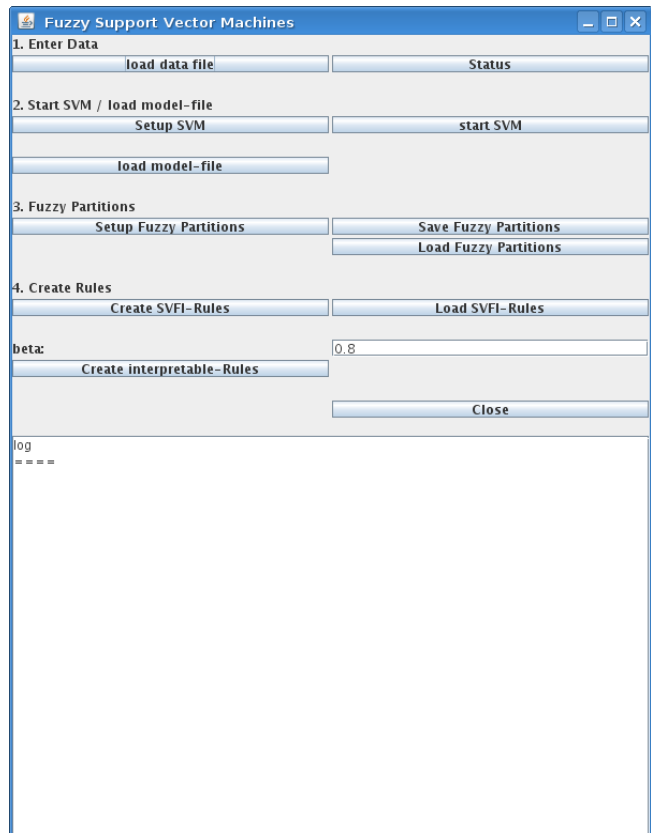 Fuzzy Support Vector Machines
1. Enter Data
load data file
Status
2. Start SVM / load model-file
Setup SVM
start SVM
load model-file
3. Fuzzy Partitions
Setup Fuzzy Partitions
Save Fuzzy Partitions
Load Fuzzy Partitions
4. Create Rules
Create SVFI-Rules
Load SVFI-Rules
beta:
0.8
Create interpretable-Rules
Close
log
====